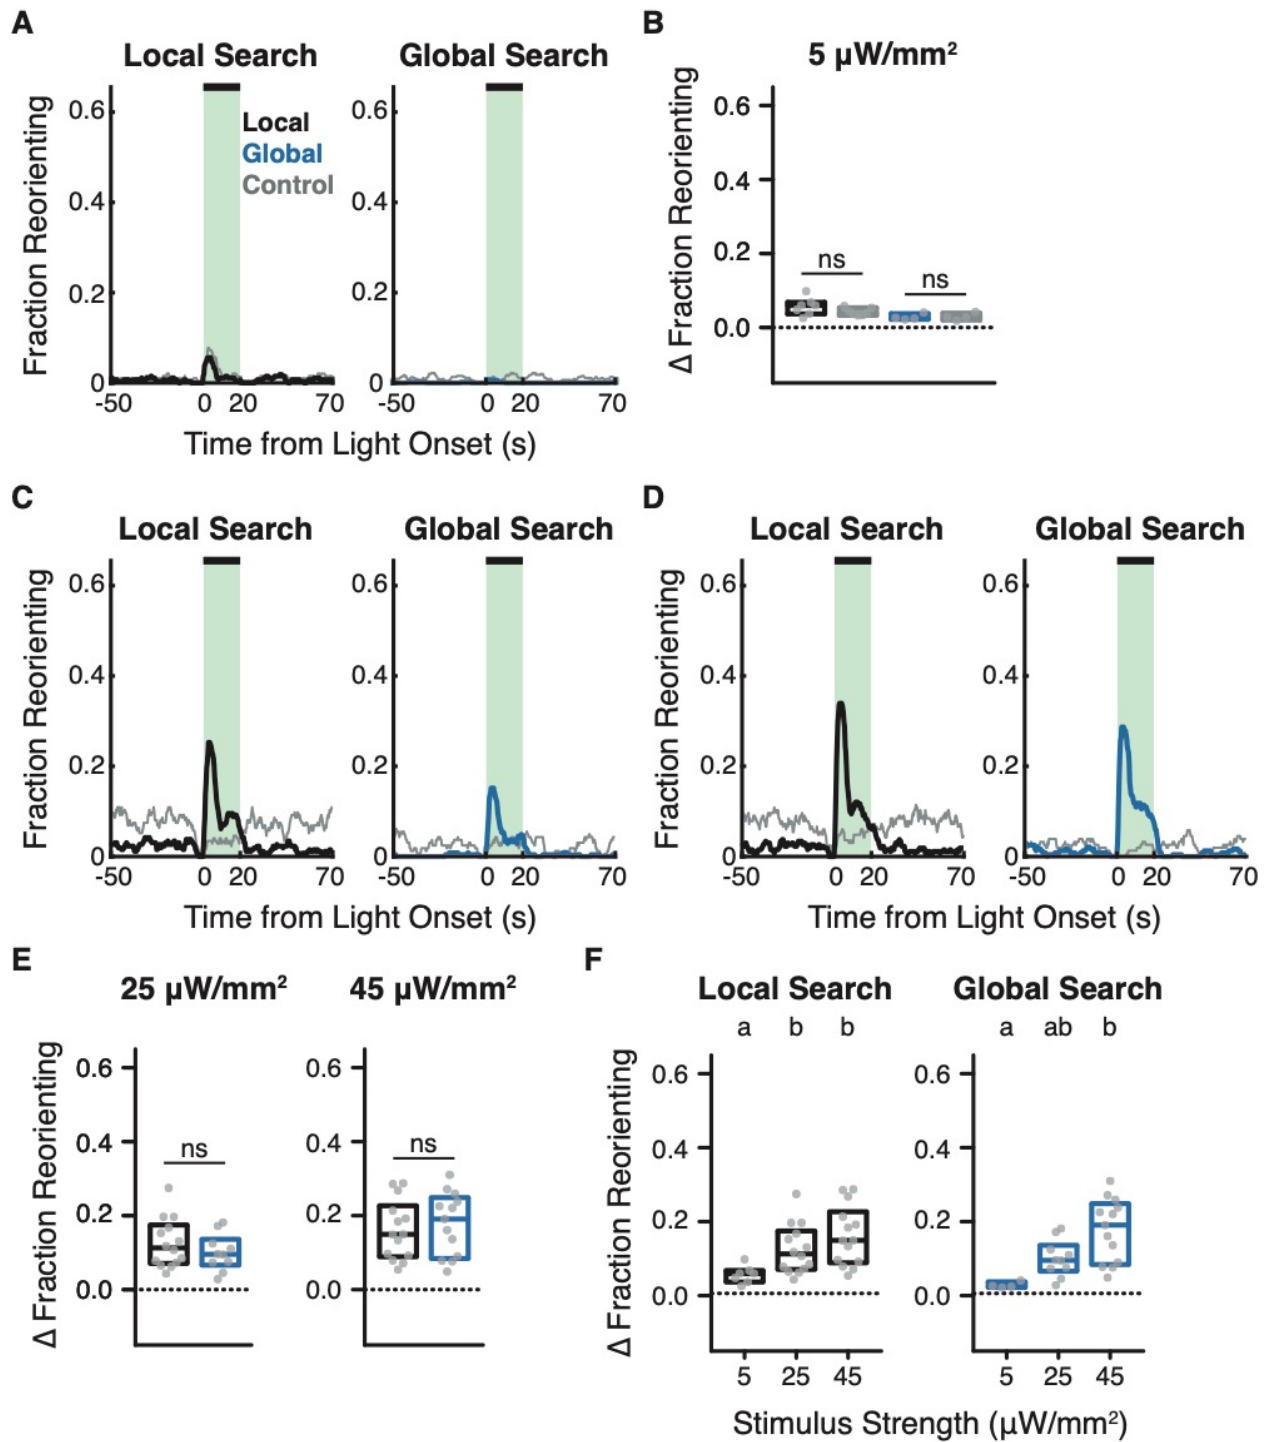 A
Local Search
Global Search
Fraction Reorenting
0.6
0.4
0.2
0
-50
0
20
70
Local
Global
Control
0.6
0.4
0.2
0
-50
0
20
70
Time from Light Onset (s)
B
5 µW/mm²
Δ Fraction Reorienting
0.6
0.4
0.2
0.0
ns
ns
C
Local Search
Global Search
Fraction Reorienting
0.6
0.4
0.2
0
-50
0
20
70
0.6
0.4
0.2
0
-50
0
20
70
Time from Light Onset (s)
D
Local Search
Global Search
Fraction Reorienting
0.6
0.4
0.2
0
-50
0
20
70
0.6
0.4
0.2
0
-50
0
20
70
Time from Light Onset (s)
E
25 µW/mm²
45 µW/mm²
Δ Fraction Reorienting
0.6
0.4
0.2
0.0
ns
0.6
0.4
0.2
0.0
ns
F
Local Search
Global Search
a b b
a ab b
Δ Fraction Reorienting
0.6
0.4
0.2
0.0
5 25 45
0.6
0.4
0.2
0.0
5 25 45
Stimulus Strength (µW/mm²)